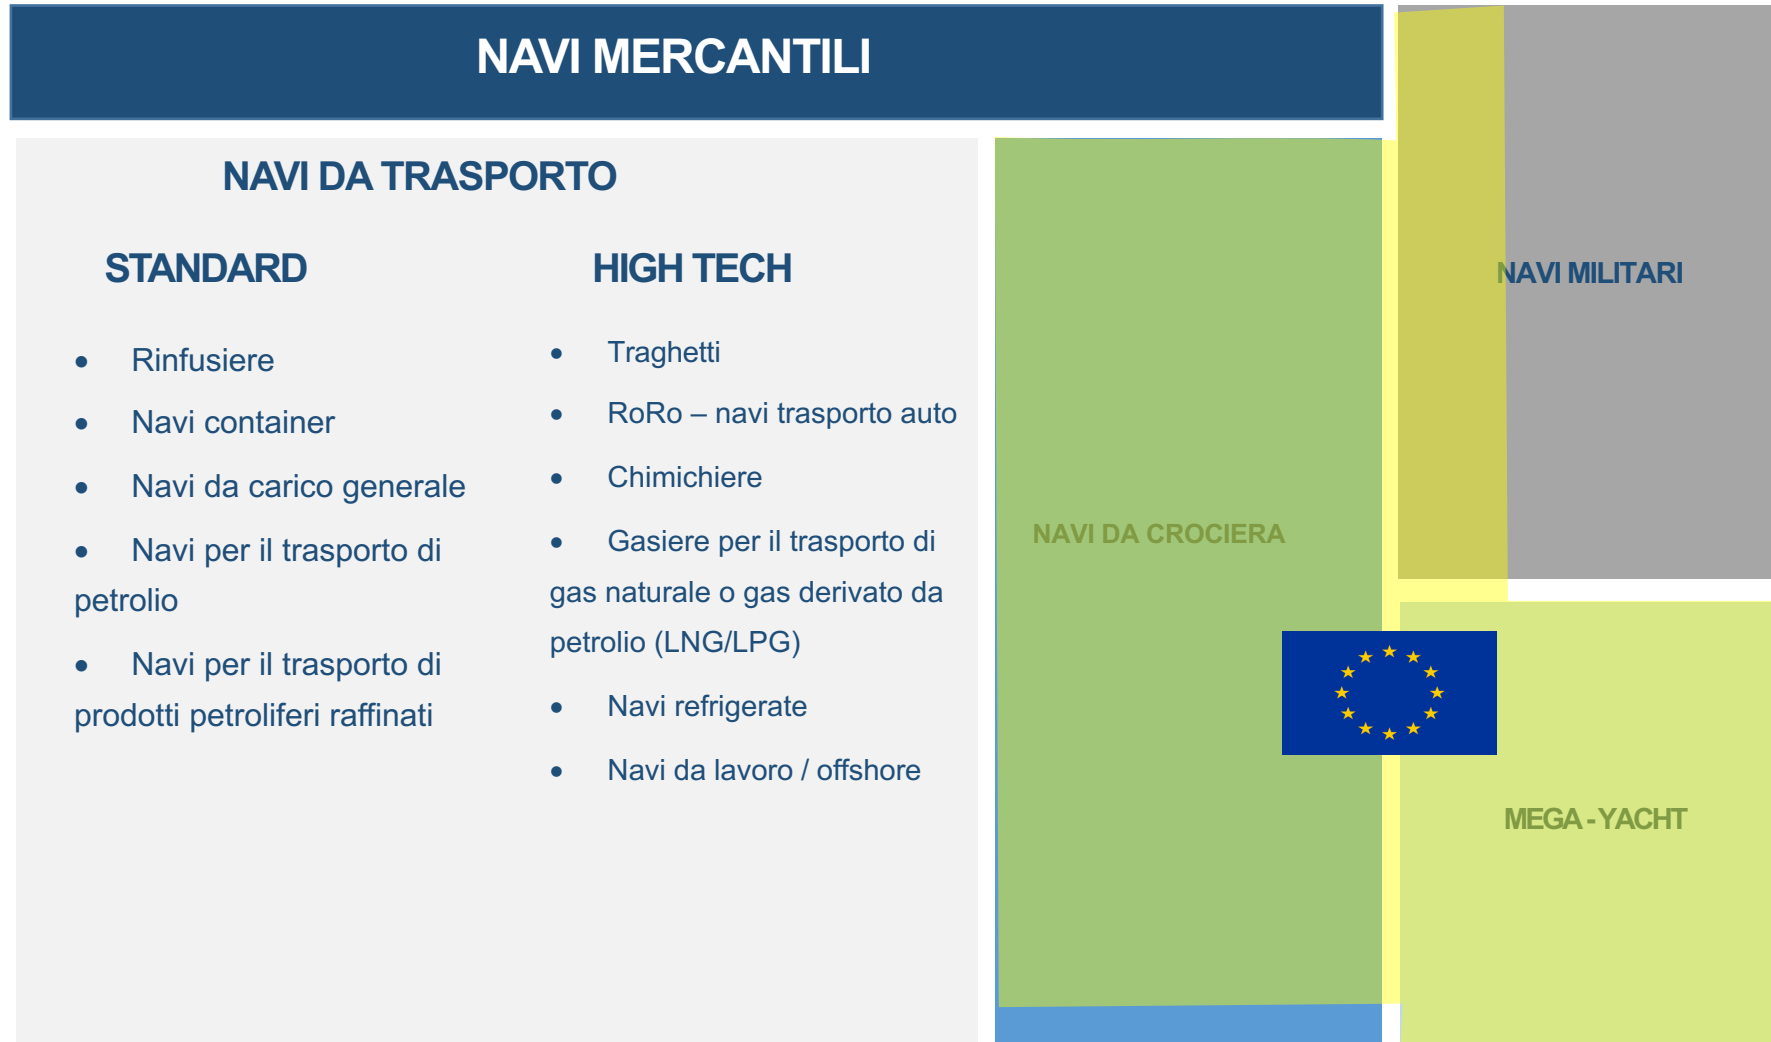 NAVI MERCANTILI
NAVI DA TRASPORTO
STANDARD
• Rinfusiere
• Navi container
• Navi da carico generale
• Navi per il trasporto di
petrolio
• Navi per il trasporto di
prodotti petroliferi raffinati
HIGH TECH
• Traghetti
• RoRo – navi trasporto auto
• Chimichiere
• Gasiere per il trasporto di
gas naturale o gas derivato da
petrolio (LNG/LPG)
• Navi refrigerate
• Navi da lavoro / offshore
NAVI DA CROCIERA
NAVI MILITARI
MEGA - YACHT